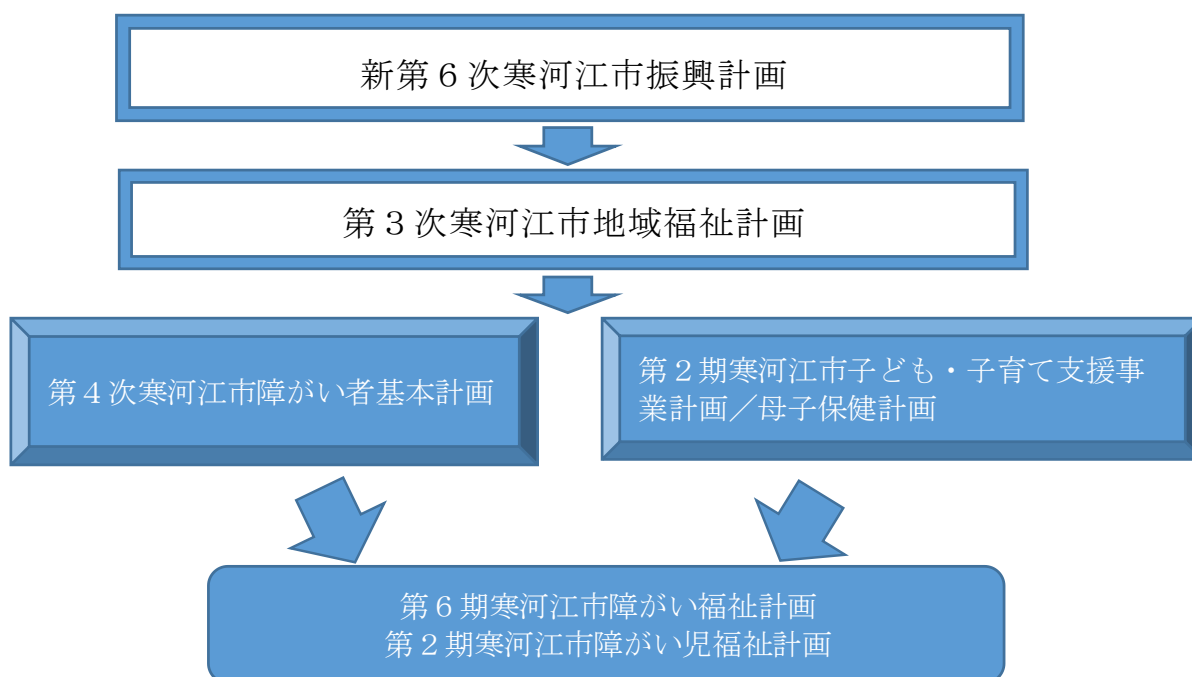 新第６次寒河江市振興計画
第３次寒河江市地域福祉計画
第４次寒河江市障がい者基本計画
第２期寒河江市子ども・子育て支援事
業計画／母子保健計画
第６期寒河江市障がい福祉計画
第２期寒河江市障がい児福祉計画